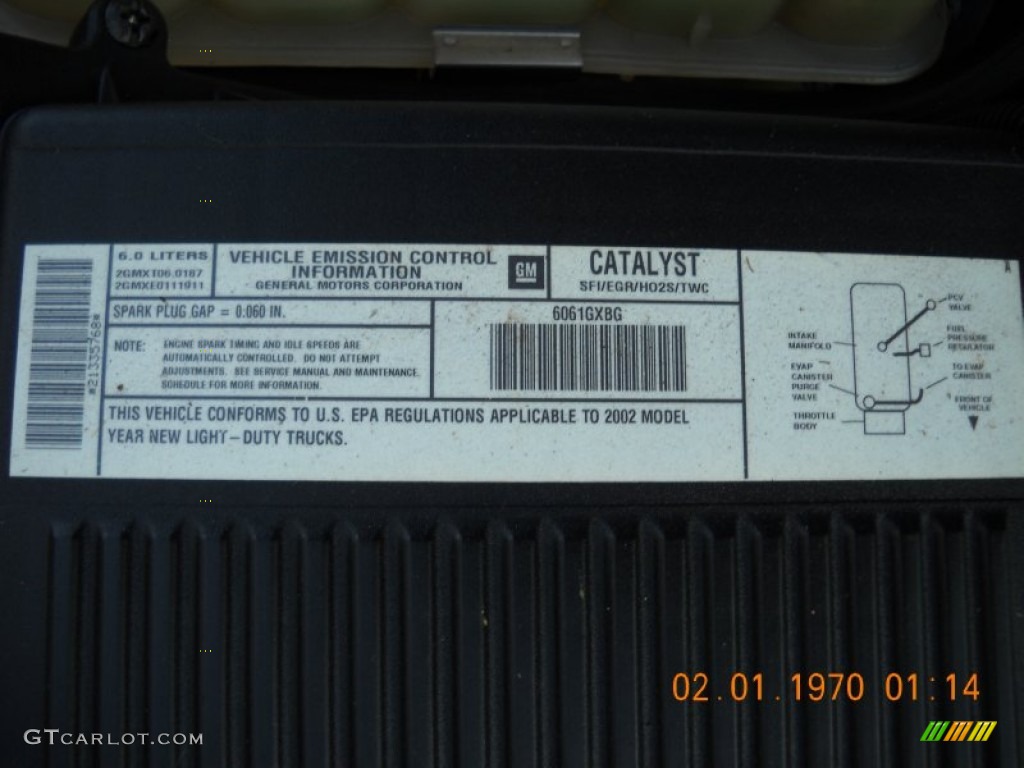 6.0 LITERS
2GMXT06.0187
2GMXE0111911
VEHICLE EMISSION CONTROL
INFORMATION
GENERAL MOTORS CORPORATION
GM
CATALYST
SFI/EGR/HO2S/TWC
A
*21335768*
SPARK PLUG GAP = 0.060 IN.
NOTE: ENGINE SPARK TIMING AND IDLE SPEEDS ARE
AUTOMATICALLY CONTROLLED. DO NOT ATTEMPT
ADJUSTMENTS. SEE SERVICE MANUAL AND MAINTENANCE
SCHEDULE FOR MORE INFORMATION.
6061GXBG
THIS VEHICLE CONFORMS TO U.S. EPA REGULATIONS APPLICABLE TO 2002 MODEL
YEAR NEW LIGHT-DUTY TRUCKS.
PCV
VALVE
INTAKE
MANIFOLD
FUEL
PRESSURE
REGULATOR
EVAP
CANISTER
PURGE
VALVE
TO EVAP
CANISTER
THROTTLE
BODY
FRONT OF
VEHICLE
02.01.1970 01:14
GTCARLOT.COM